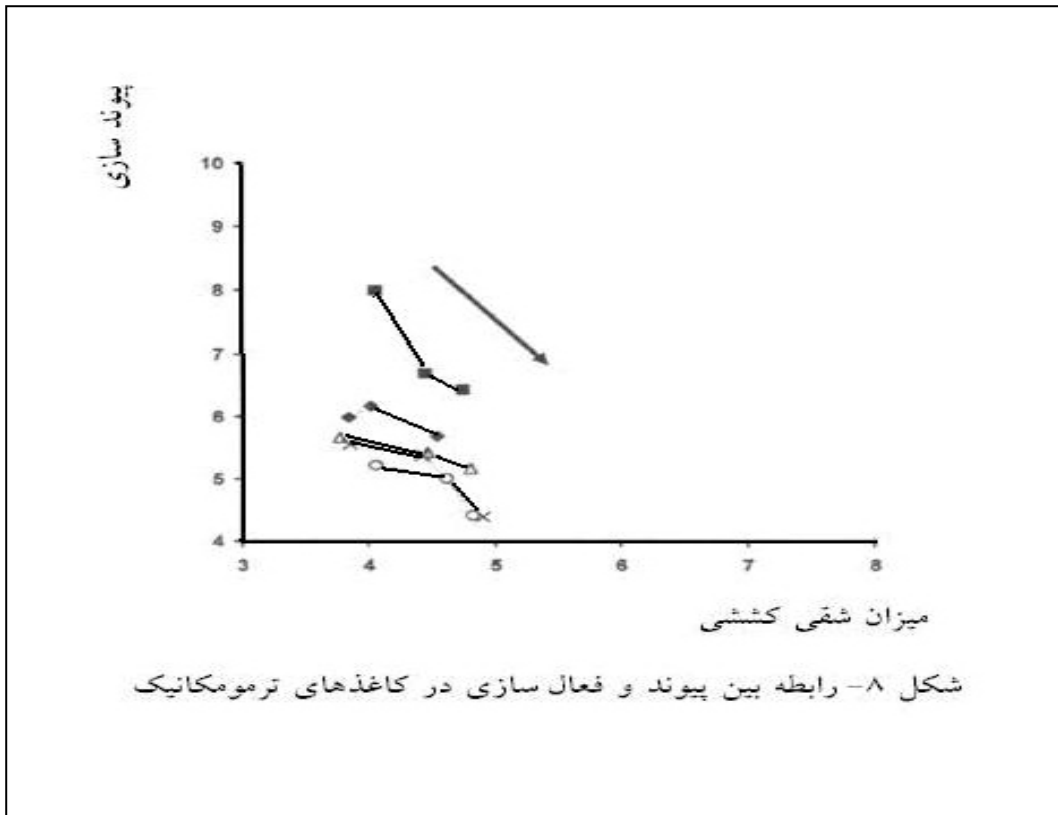 پیوند سازی
10
9
8
7
6
5
4
3 4 5 6 7 8
میزان شقی کششی
شکل ۸- رابطه بین پیوند و فعال سازی در کاغذهای ترمومکانیک